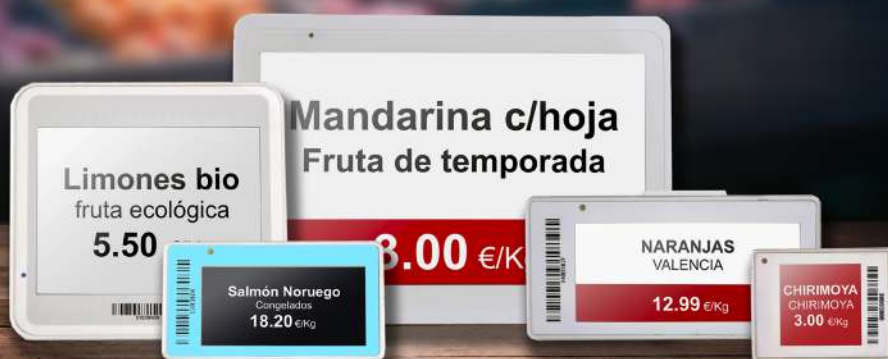 Mandarina c/hoja
Fruta de temporada
3.00 €/K
Limones bio
fruta ecológica
5.50
Salmón Noruego
Congelados
18.20 €/Kg
NARANJAS
VALENCIA
12.99 €/Kg
CHIRIMOYA
CHIRIMOYA
3.00 €/Kg